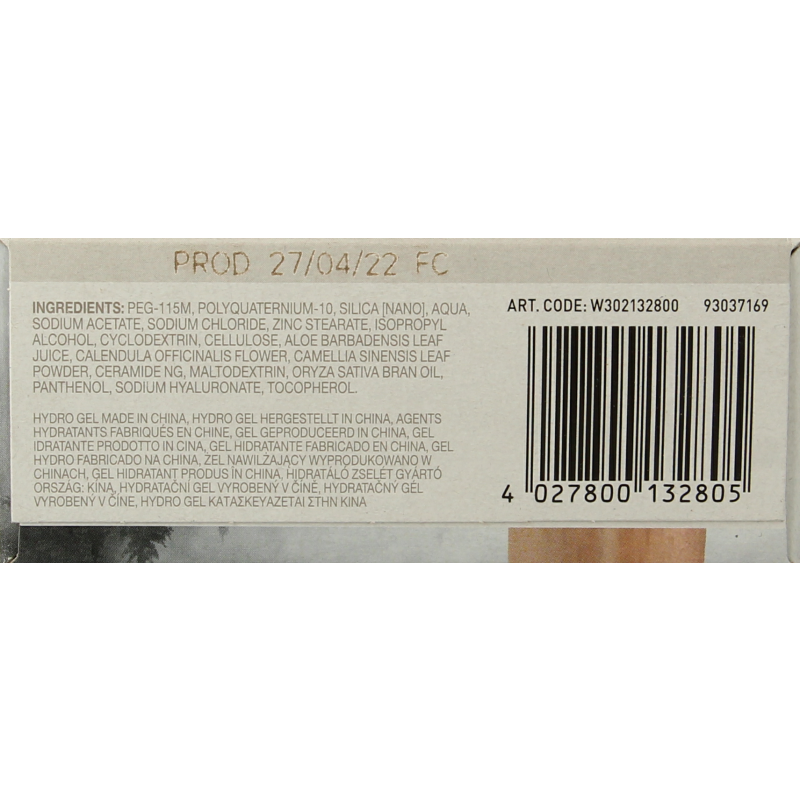 PROD 27/04/22 FC
INGREDIENTS: PEG-115M, POLYQUATERNIUM-10, SILICA [NANO], AQUA,
SODIUM ACETATE, SODIUM CHLORIDE, ZINC STEARATE, ISOPROPYL
ALCOHOL, CYCLODEXTRIN, CELLULOSE, ALOE BARBADENSIS LEAF
JUICE, CALENDULA OFFICINALIS FLOWER, CAMELLIA SINENSIS LEAF
POWDER, CERAMIDE NG, MALTODEXTRIN, ORYZA SATIVA BRAN OIL,
PANTHENOL, SODIUM HYALURONATE, TOCOPHEROL.
HYDRO GEL MADE IN CHINA, HYDRO GEL HERGESTELLT IN CHINA, AGENTS
HYDRATANTS FABRIQUÉS EN CHINE, GEL GEPRODUCEERD IN CHINA, GEL
IDRATANTE PRODOTTO IN CINA, GEL HIDRATANTE FABRICADO EN CHINA, GEL
HYDRO FABRICADO NA CHINA, ŻEL NAWILŻAJĄCY WYPRODUKOWANO W
CHINACH, GEL HIDRATANT PRODUS ÎN CHINA, HIDRATÁLÓ ZSELÉT GYÁRTÓ
ORSZÁG: KÍNA, HYDRATAČNÍ GEL VYROBENÝ V ČÍNĚ, HYDRATAČNÝ GÉL
VYROBENÝ V ČÍNE, HYDRO GEL ΚΑΤΑΣΚΕΥΑΖΕΤΑΙ ΣΤΗΝ ΚΙΝΑ
ART. CODE: W302132800 93037169
4 027800 132805